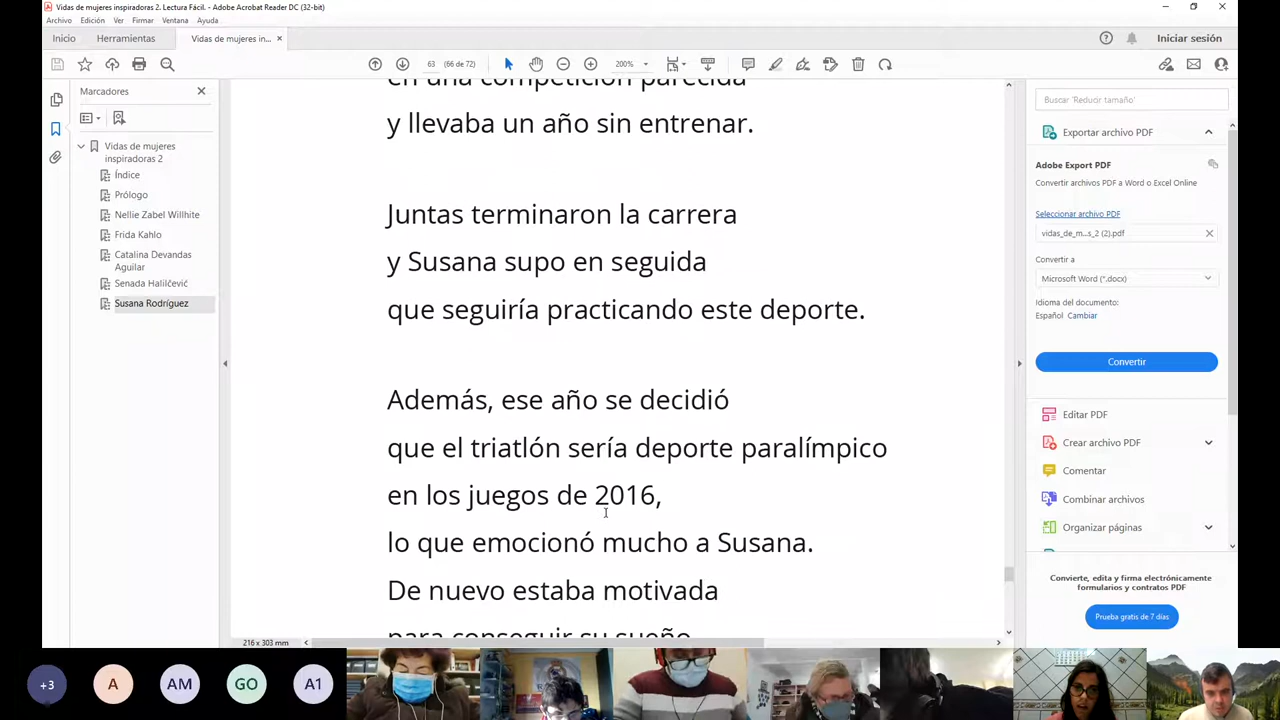 Vidas de mujeres inspiradoras 2. Lectura Fácil. - Adobe Acrobat Reader DC (32-bit)
Archivo Edición Ver Firmar Ventana Ayuda
Inicio Herramientas Vidas de mujeres in... Iniciar sesión
63 (66 de 72) 200%
Marcadores
Vidas de mujeres
inspiradoras 2
Índice
Prólogo
Nellie Zabel Willhite
Frida Kahlo
Catalina Devandas
Aguilar
Senada Halilčević
Susana Rodríguez
en una competición parecida
y llevaba un año sin entrenar.
Juntas terminaron la carrera
y Susana supo en seguida
que seguiría practicando este deporte.
Además, ese año se decidió
que el triatlón sería deporte paralímpico
en los juegos de 2016,
lo que emocionó mucho a Susana.
De nuevo estaba motivada
para conseguir su sueño
216 x 303 mm
Buscar 'Reducir tamaño'
Exportar archivo PDF
Adobe Export PDF
Convertir archivos PDF a Word o Excel Online
Seleccionar archivo PDF
vidas_de_m...s_2 (2).pdf
Convertir a
Microsoft Word (*.docx)
Idioma del documento:
Español Cambiar
Convertir
Editar PDF
Crear archivo PDF
Comentar
Combinar archivos
Organizar páginas
Convierte, edita y firma electrónicamente
formularios y contratos PDF
Prueba gratis de 7 días
+3 A AM GO A1